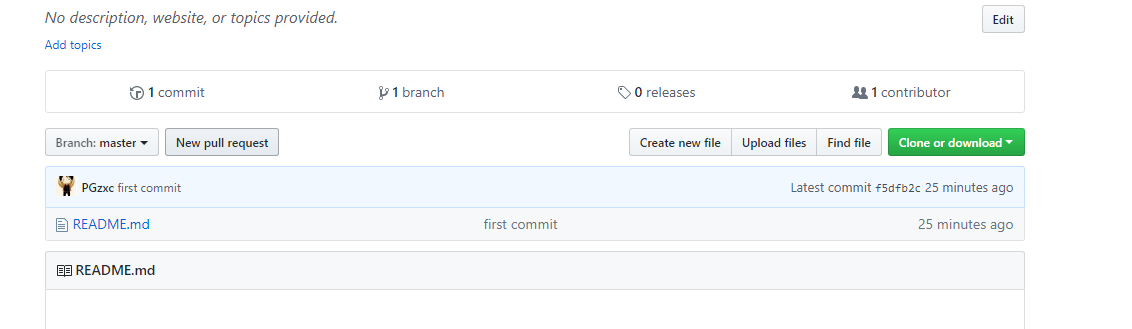 No description, website, or topics provided.
Edit
Add topics
1 commit
1 branch
0 releases
1 contributor
Branch: master
New pull request
Create new file
Upload files
Find file
Clone or download
PGzxc first commit
Latest commit f5dfb2c 25 minutes ago
README.md
first commit
25 minutes ago
README.md